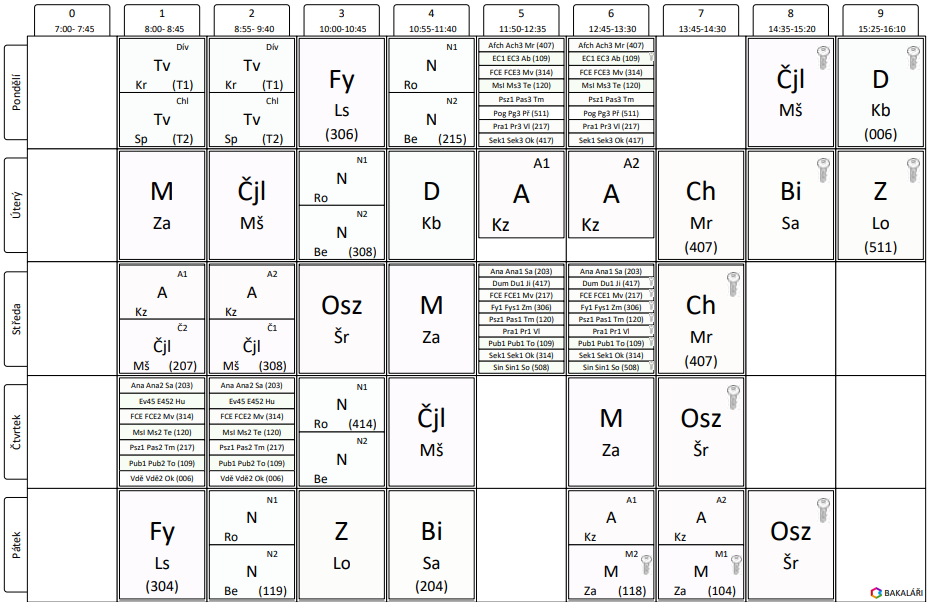 0 1 2 3 4 5 6 7 8 9
7:00- 7:45 8:00- 8:45 8:55- 9:40 10:00-10:45 10:55-11:40 11:50-12:35 12:45-13:30 13:45-14:30 14:35-15:20 15:25-16:10
Pondělí
Dív
Tv
Kr (T1)
Chl
Tv
Sp (T2)
Dív
Tv
Kr (T1)
Chl
Tv
Sp (T2)
Fy
Ls
(306)
N1
N
Ro
N2
N
Be (215)
Afch Ach3 Mr (407)
EC1 EC3 Ab (109)
FCE FCE3 Mv (314)
MsI Ms3 Te (120)
Psz1 Pas3 Tm
Pog Pg3 Př (511)
Pra1 Pr3 Vl (217)
Sek1 Sek3 Ok (417)
Afch Ach3 Mr (407)
EC1 EC3 Ab (109)
FCE FCE3 Mv (314)
MsI Ms3 Te (120)
Psz1 Pas3 Tm
Pog Pg3 Př (511)
Pra1 Pr3 Vl (217)
Sek1 Sek3 Ok (417)
Čjl
Mš
D
Kb
(006)
Úterý
M
Za
Čjl
Mš
N1
N
Ro
N2
N
Be (308)
D
Kb
A1
A
Kz
A2
A
Kz
Ch
Mr
(407)
Bi
Sa
Z
Lo
(511)
Středa
A1
A
Kz
Č2
Čjl
Mš (207)
A2
A
Kz
Č1
Čjl
Mš (308)
Osz
Šr
M
Za
Ana Ana1 Sa (203)
Dum Du1 Ji (417)
FCE FCE1 Mv (217)
Fy1 Fys1 Zm (306)
Psz1 Pas1 Tm (120)
Pra1 Pr1 Vl
Pub1 Pub1 To (109)
Sek1 Sek1 Ok (314)
Sin Sin1 So (508)
Ana Ana1 Sa (203)
Dum Du1 Ji (417)
FCE FCE1 Mv (217)
Fy1 Fys1 Zm (306)
Psz1 Pas1 Tm (120)
Pra1 Pr1 Vl
Pub1 Pub1 To (109)
Sek1 Sek1 Ok (314)
Sin Sin1 So (508)
Ch
Mr
(407)
Čtvrtek
Ana Ana2 Sa (203)
Ev45 E452 Hu
FCE FCE2 Mv (314)
MsI Ms2 Te (120)
Psz1 Pas2 Tm (217)
Pub1 Pub2 To (109)
Vdě Vdě2 Ok (006)
Ana Ana2 Sa (203)
Ev45 E452 Hu
FCE FCE2 Mv (314)
MsI Ms2 Te (120)
Psz1 Pas2 Tm (217)
Pub1 Pub2 To (109)
Vdě Vdě2 Ok (006)
N1
N
Ro (414)
N2
N
Be
Čjl
Mš
M
Za
Osz
Šr
Pátek
Fy
Ls
(304)
N1
N
Ro
N2
N
Be (119)
Z
Lo
Bi
Sa
(204)
A1
A
Kz
M2
M
Za (118)
A2
A
Kz
M1
M
Za (104)
Osz
Šr
BAKALÁŘI